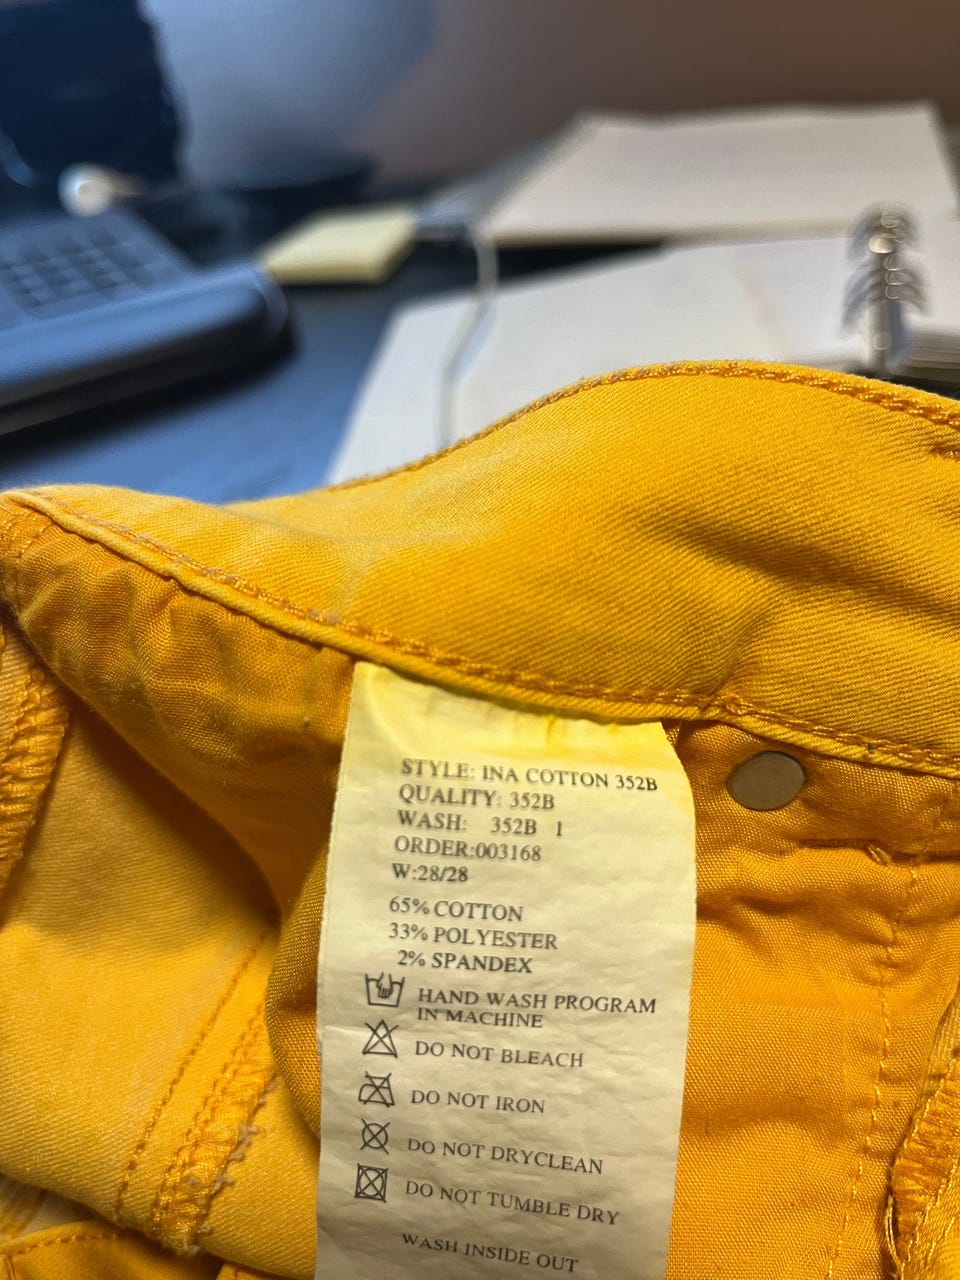 STYLE: INA COTTON 352B
QUALITY: 352B
WASH: 352B 1
ORDER:003168
W:28/28
65% COTTON
33% POLYESTER
2% SPANDEX
HAND WASH PROGRAM
IN MACHINE
DO NOT BLEACH
DO NOT IRON
DO NOT DRYCLEAN
DO NOT TUMBLE DRY
WASH INSIDE OUT